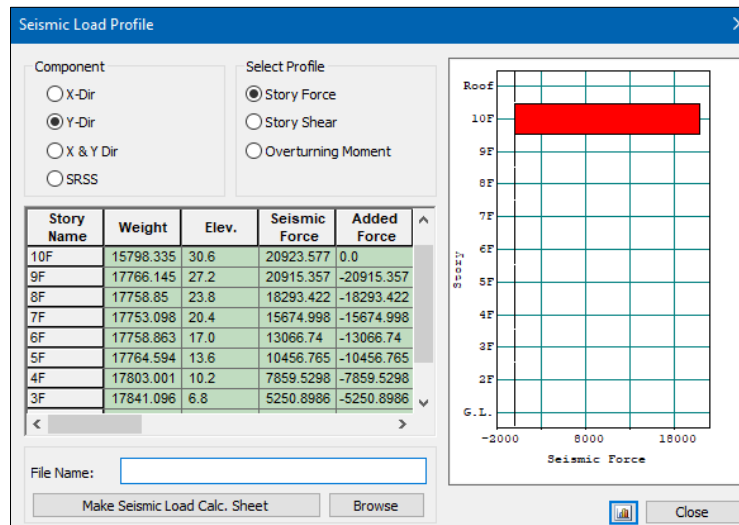 Seismic Load Profile
Component
X-Dir
Y-Dir
X & Y Dir
SRSS
Select Profile
Story Force
Story Shear
Overturning Moment
Story Name Weight Elev. Seismic Force Added Force
10F 15798.335 30.6 20923.577 0.0
9F 17766.145 27.2 20915.357 -20915.357
8F 17758.85 23.8 18293.422 -18293.422
7F 17753.098 20.4 15674.998 -15674.998
6F 17758.863 17.0 13066.74 -13066.74
5F 17764.594 13.6 10456.765 -10456.765
4F 17803.001 10.2 7859.5298 -7859.5298
3F 17841.096 6.8 5250.8986 -5250.8986
File Name:
Make Seismic Load Calc. Sheet Browse
Roof
10F
9F
8F
7F
6F
5F
4F
3F
2F
G.L.
Story
-2000 8000 18000
Seismic Force
Close